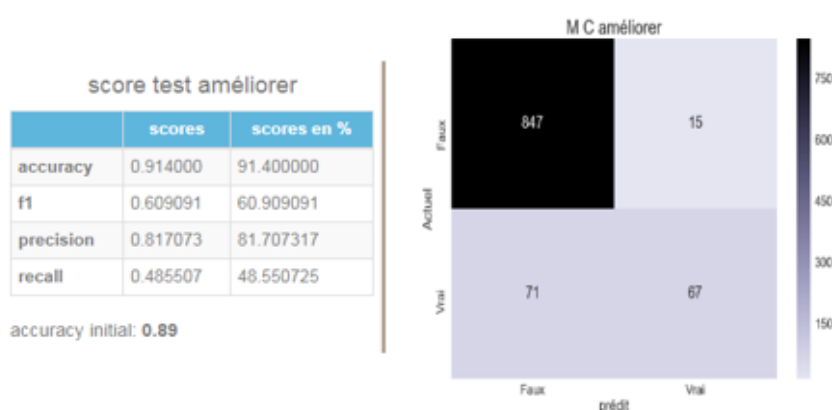 score test améliorer
scores scores en %
accuracy 0.914000 91.400000
f1 0.609091 60.909091
precision 0.817073 81.707317
recall 0.485507 48.550725
accuracy initial: 0.89
M C améliorer
Actuel
Faux 847 15
Vrai 71 67
Faux Vrai
prédit
750
600
450
300
150